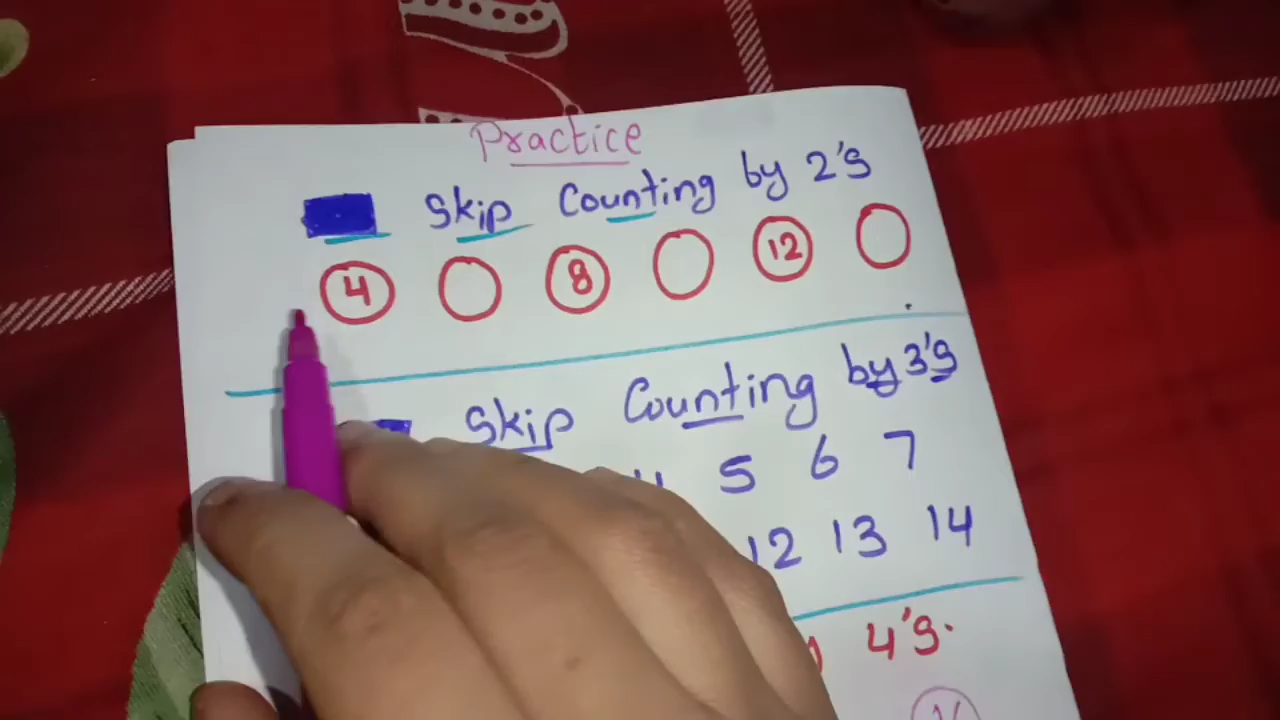 Practice
Skip Counting by 2's
4 8 12
Skip Counting by 3's
5 6 7
12 13 14
4's.